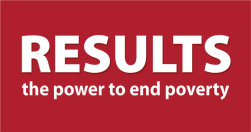 RESULTS
the power to end poverty